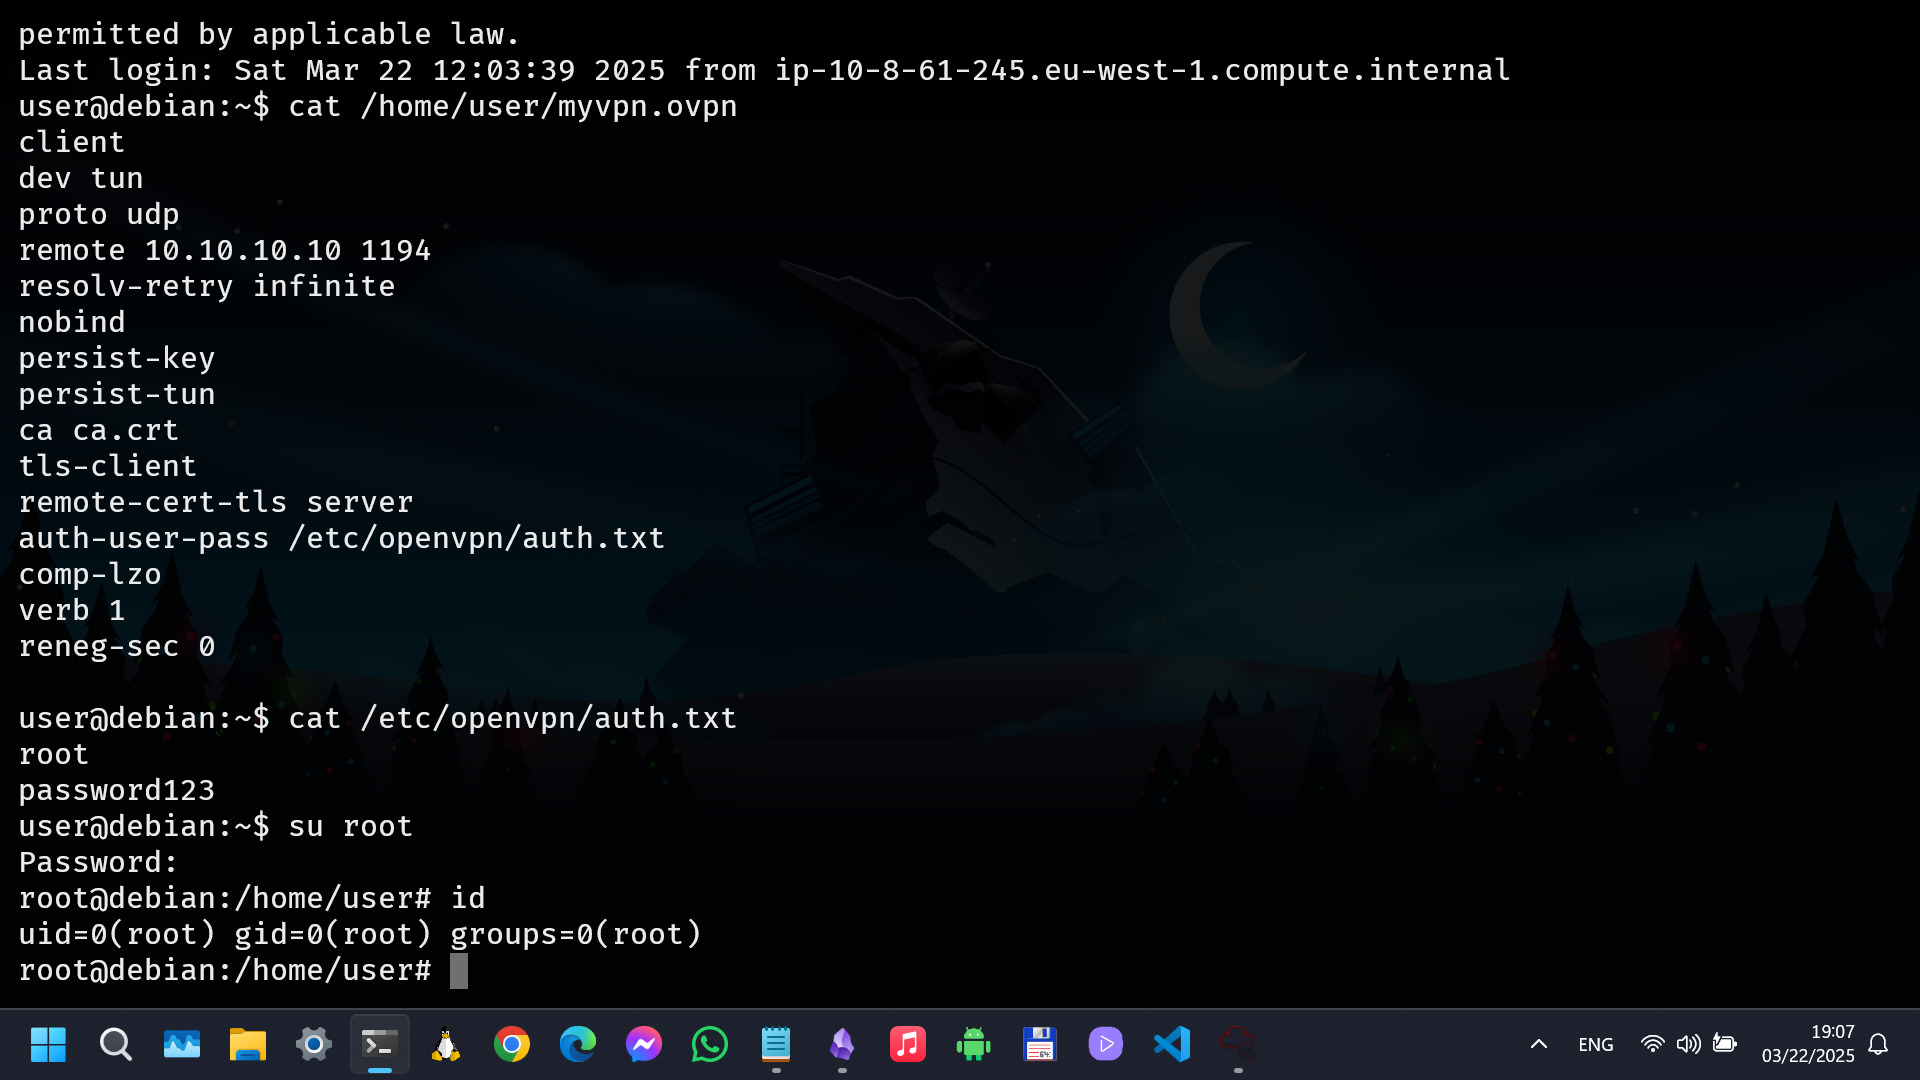 permitted by applicable law.
Last login: Sat Mar 22 12:03:39 2025 from ip-10-8-61-245.eu-west-1.compute.internal
user@debian:~$ cat /home/user/myvpn.ovpn
client
dev tun
proto udp
remote 10.10.10.10 1194
resolv-retry infinite
nobind
persist-key
persist-tun
ca ca.crt
tls-client
remote-cert-tls server
auth-user-pass /etc/openvpn/auth.txt
comp-lzo
verb 1
reneg-sec 0
user@debian:~$ cat /etc/openvpn/auth.txt
root
password123
user@debian:~$ su root
Password:
root@debian:/home/user# id
uid=0(root) gid=0(root) groups=0(root)
root@debian:/home/user#
64
ENG
19:07
03/22/2025